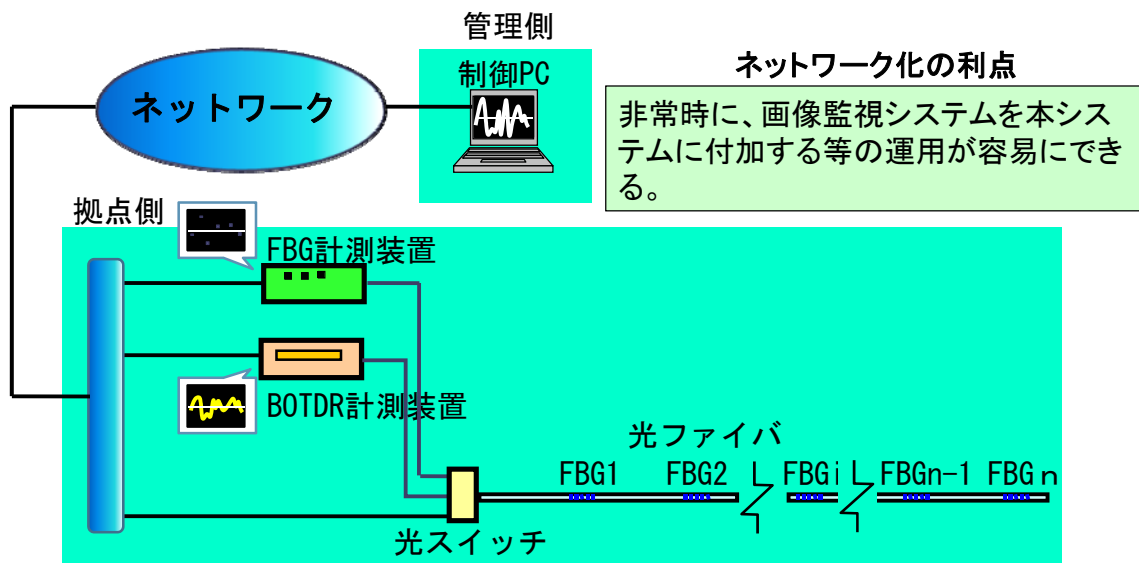 管理側
制御PC
ネットワーク
ネットワーク化の利点
非常時に、画像監視システムを本シス
テムに付加する等の運用が容易にでき
る。
拠点側
FBG計測装置
BOTDR計測装置
光ファイバ
FBG1 FBG2 FBGi FBGn-1 FBGｎ
光スイッチ